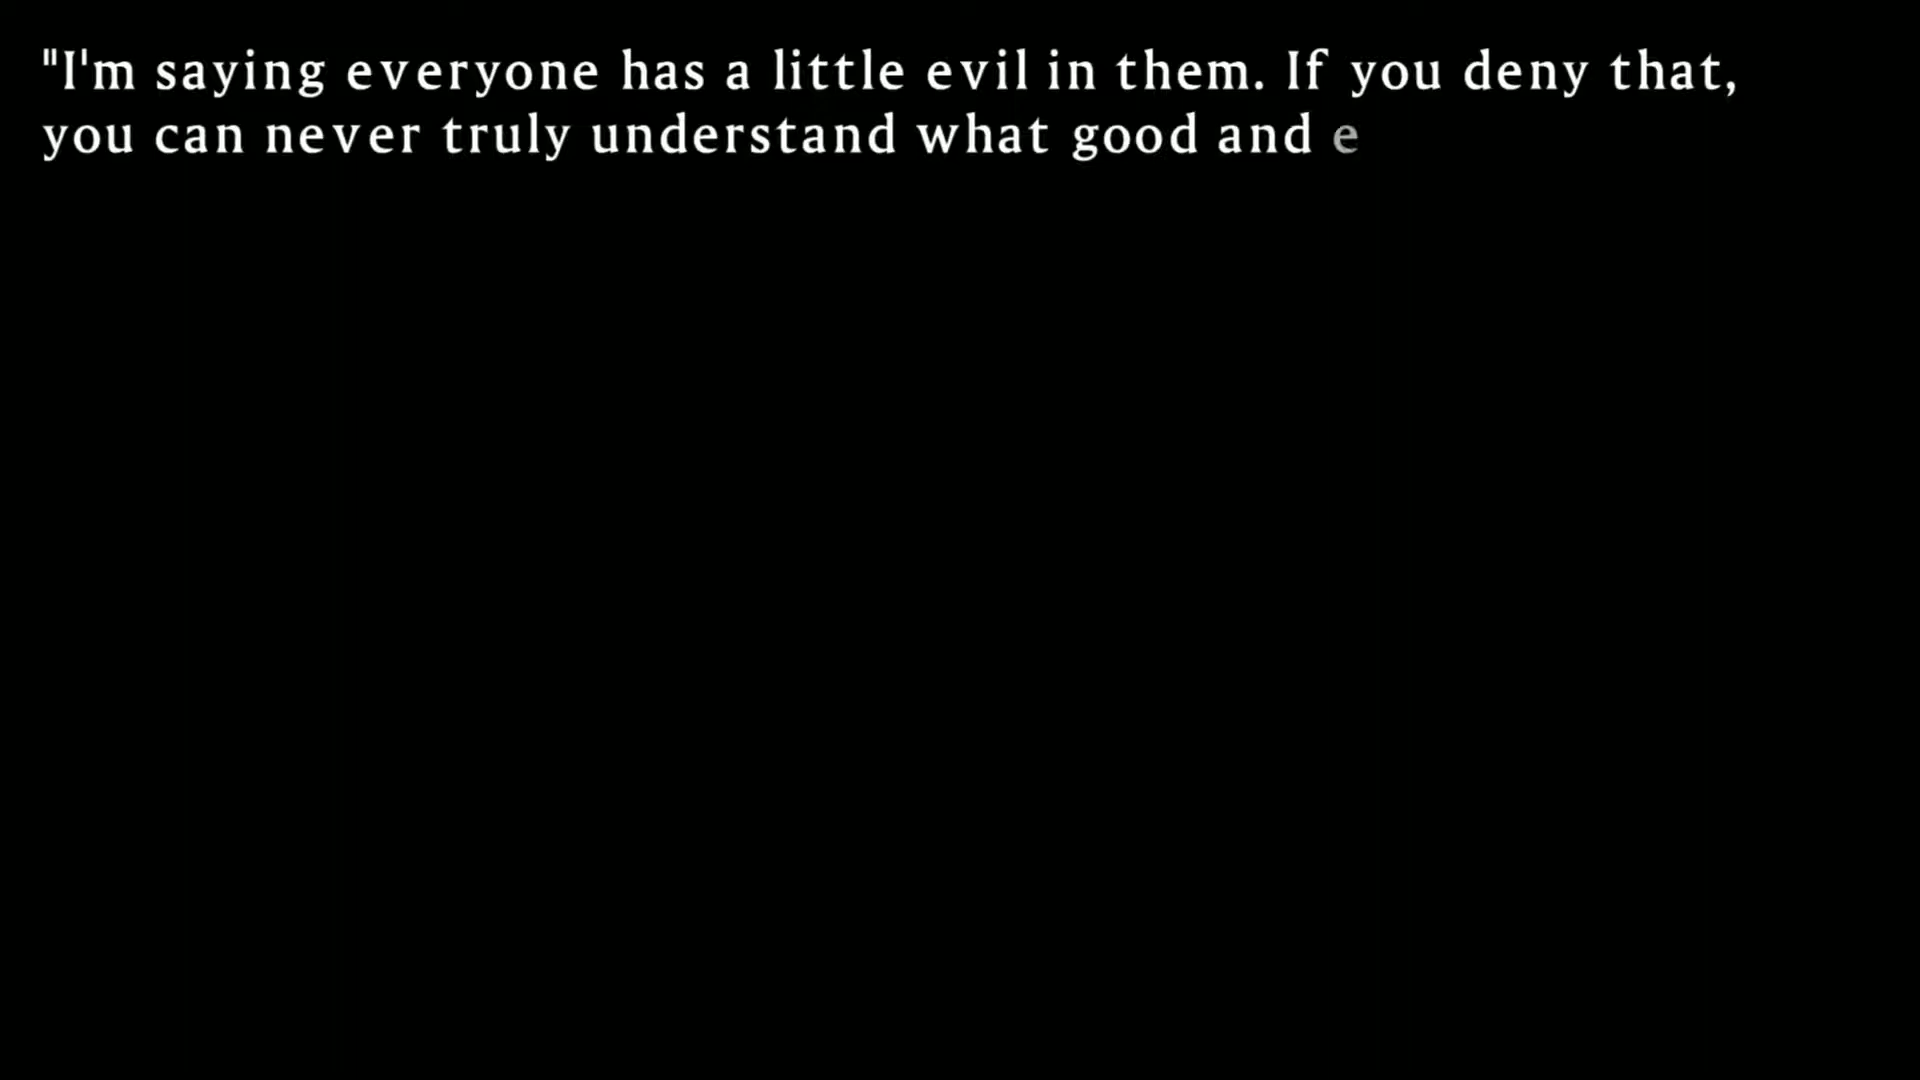 "I'm saying everyone has a little evil in them. If you deny that,
you can never truly understand what good and e